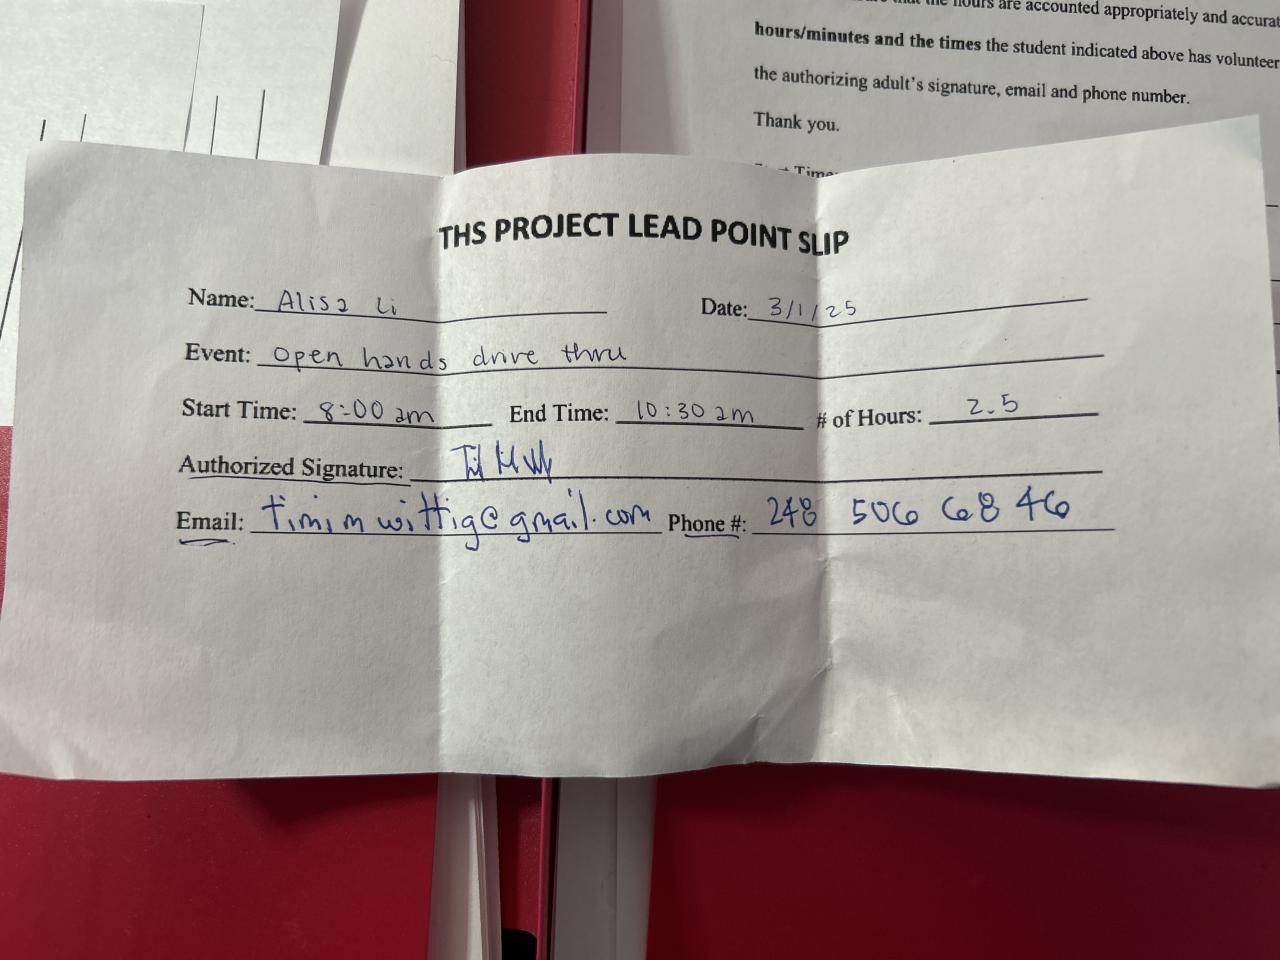 the hours are accounted appropriately and accurat
hours/minutes and the times the student indicated above has volunteer
the authorizing adult's signature, email and phone number.
Thank you.
Time:
THS PROJECT LEAD POINT SLIP
Name: Alisa Li Date: 3/1/25
Event: open hands drive thru
Start Time: 8:00 am End Time: 10:30 am # of Hours: 2.5
Authorized Signature:
Email: timimwittig@gmail.com Phone #: 248 506 6846